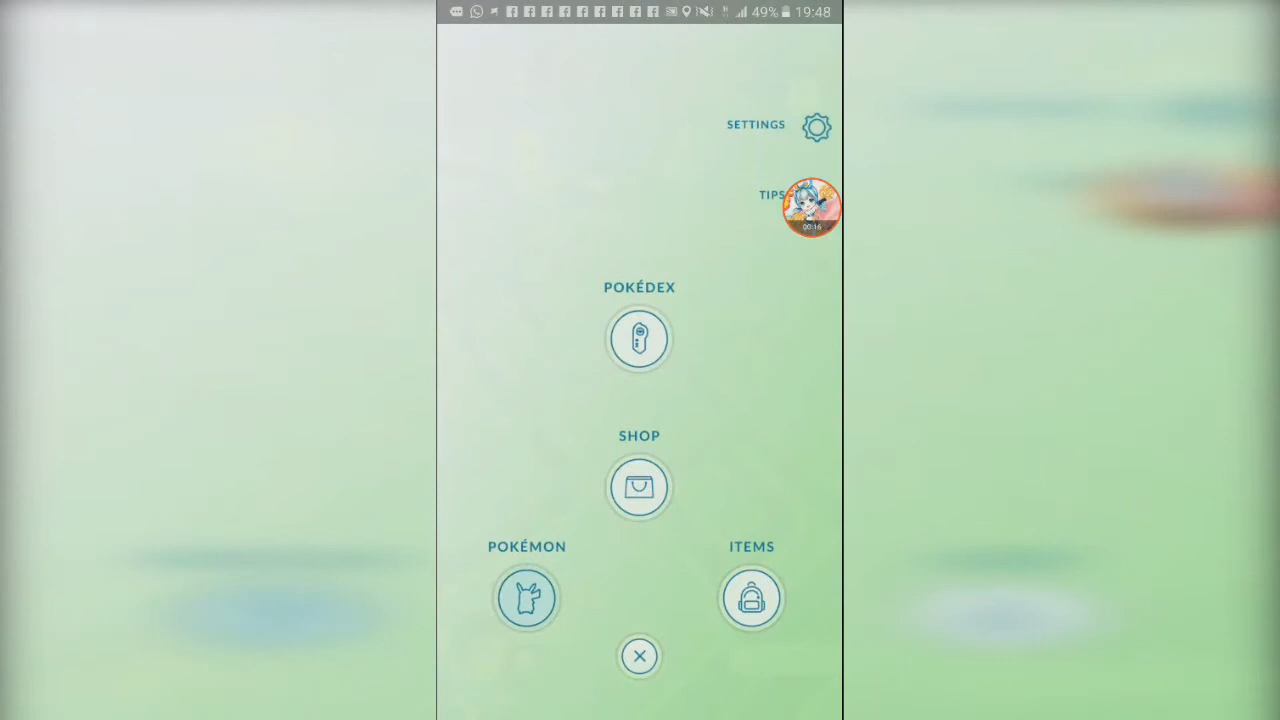 49% 19:48
SETTINGS
TIPS
00:16
POKÉDEX
SHOP
POKÉMON
ITEMS